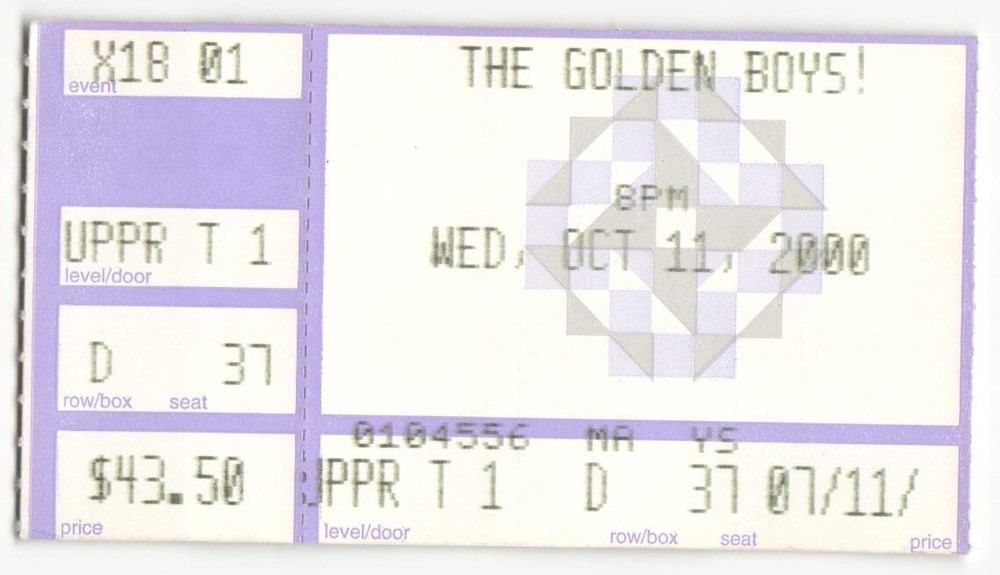 X18 01
event
UPPR T 1
level/door
D 37
row/box seat
$43.50
price
THE GOLDEN BOYS!
8PM
WED, OCT 11, 2000
0104556 MA YS
UPPR T 1 D 37 07/11/
level/door row/box seat price